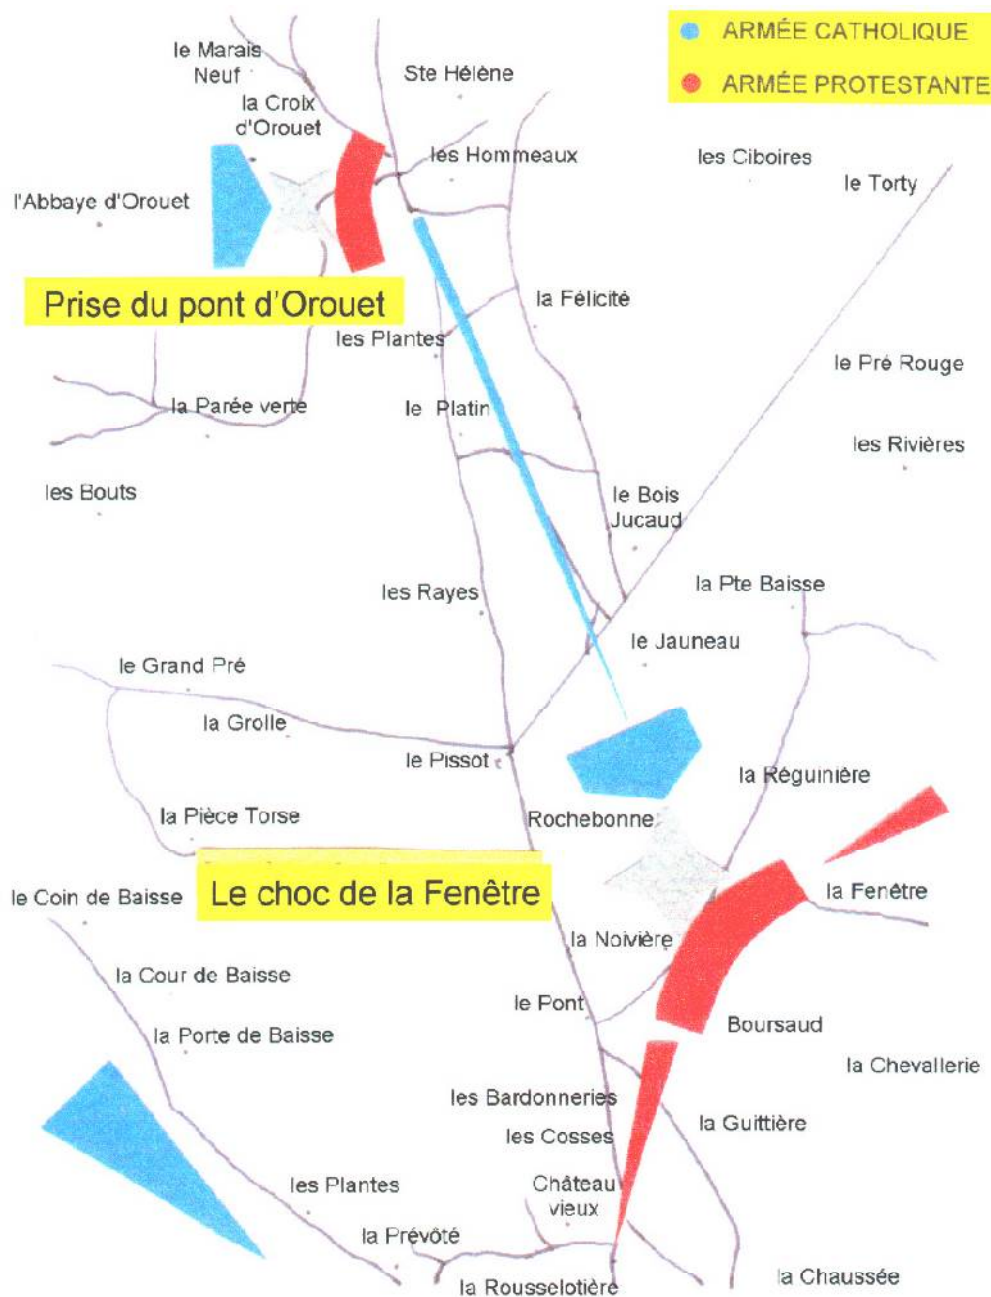 ARMÉE CATHOLIQUE
ARMÉE PROTESTANTE
le Marais
Neuf
Ste Hélène
la Croix
d'Orouet
les Hommeaux
les Ciboires
le Torty
l'Abbaye d'Orouet
Prise du pont d'Orouet
la Félicité
les Plantes
le Pré Rouge
la Parée verte
le Platin
les Rivières
les Bouts
le Bois
Jucaud
les Rayes
la Pte Baisse
le Jauneau
le Grand Pré
la Grolle
le Pissot
la Réguinière
la Pièce Torse
Rochebonne
Le choc de la Fenêtre
le Coin de Baisse
la Fenêtre
la Noivière
la Cour de Baisse
le Pont
Boursaud
la Porte de Baisse
la Chevallerie
les Bardonneries
la Guittière
les Cosses
les Plantes
Château
vieux
la Prévôté
la Rousselotière
la Chaussée